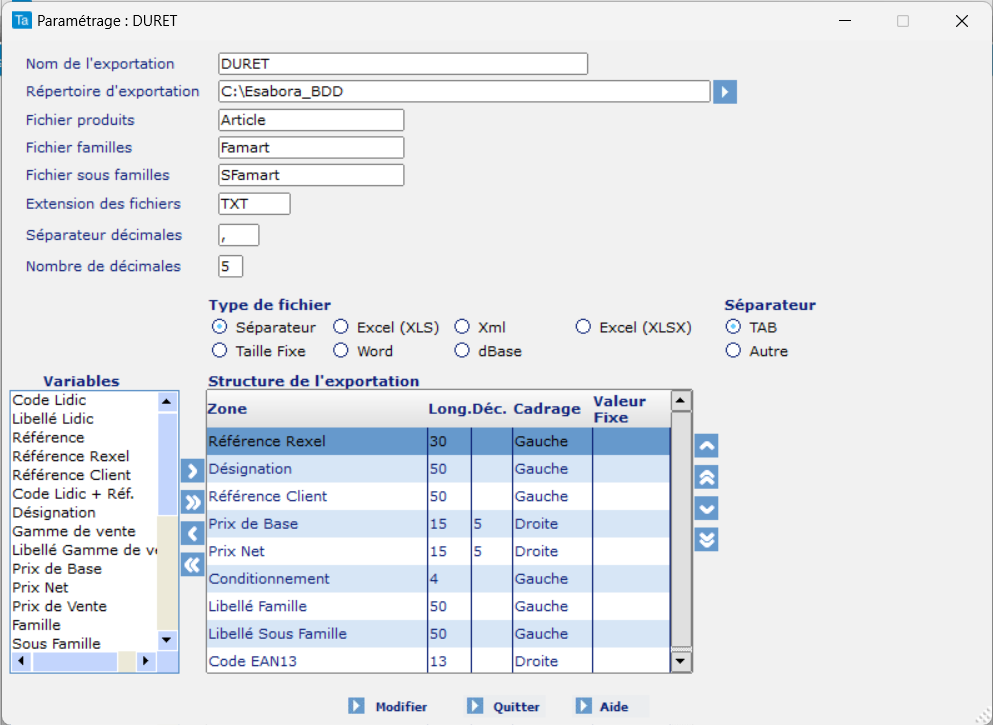 Ta Paramétrage : DURET
Nom de l'exportation DURET
Répertoire d'exportation C:\Esabora_BDD
Fichier produits Article
Fichier familles Famart
Fichier sous familles SFamart
Extension des fichiers TXT
Séparateur décimales ,
Nombre de décimales 5
Type de fichier Séparateur
Séparateur Excel (XLS) Xml Excel (XLSX) TAB
Taille Fixe Word dBase Autre
Variables
Code Lidic
Libellé Lidic
Référence
Référence Rexel
Référence Client
Code Lidic + Réf.
Désignation
Gamme de vente
Libellé Gamme de ve
Prix de Base
Prix Net
Prix de Vente
Famille
Sous Famille
Structure de l'exportation
Zone Long. Déc. Cadrage Valeur Fixe
Référence Rexel 30 Gauche
Désignation 50 Gauche
Référence Client 50 Gauche
Prix de Base 15 5 Droite
Prix Net 15 5 Droite
Conditionnement 4 Gauche
Libellé Famille 50 Gauche
Libellé Sous Famille 50 Gauche
Code EAN13 13 Droite
Modifier Quitter Aide